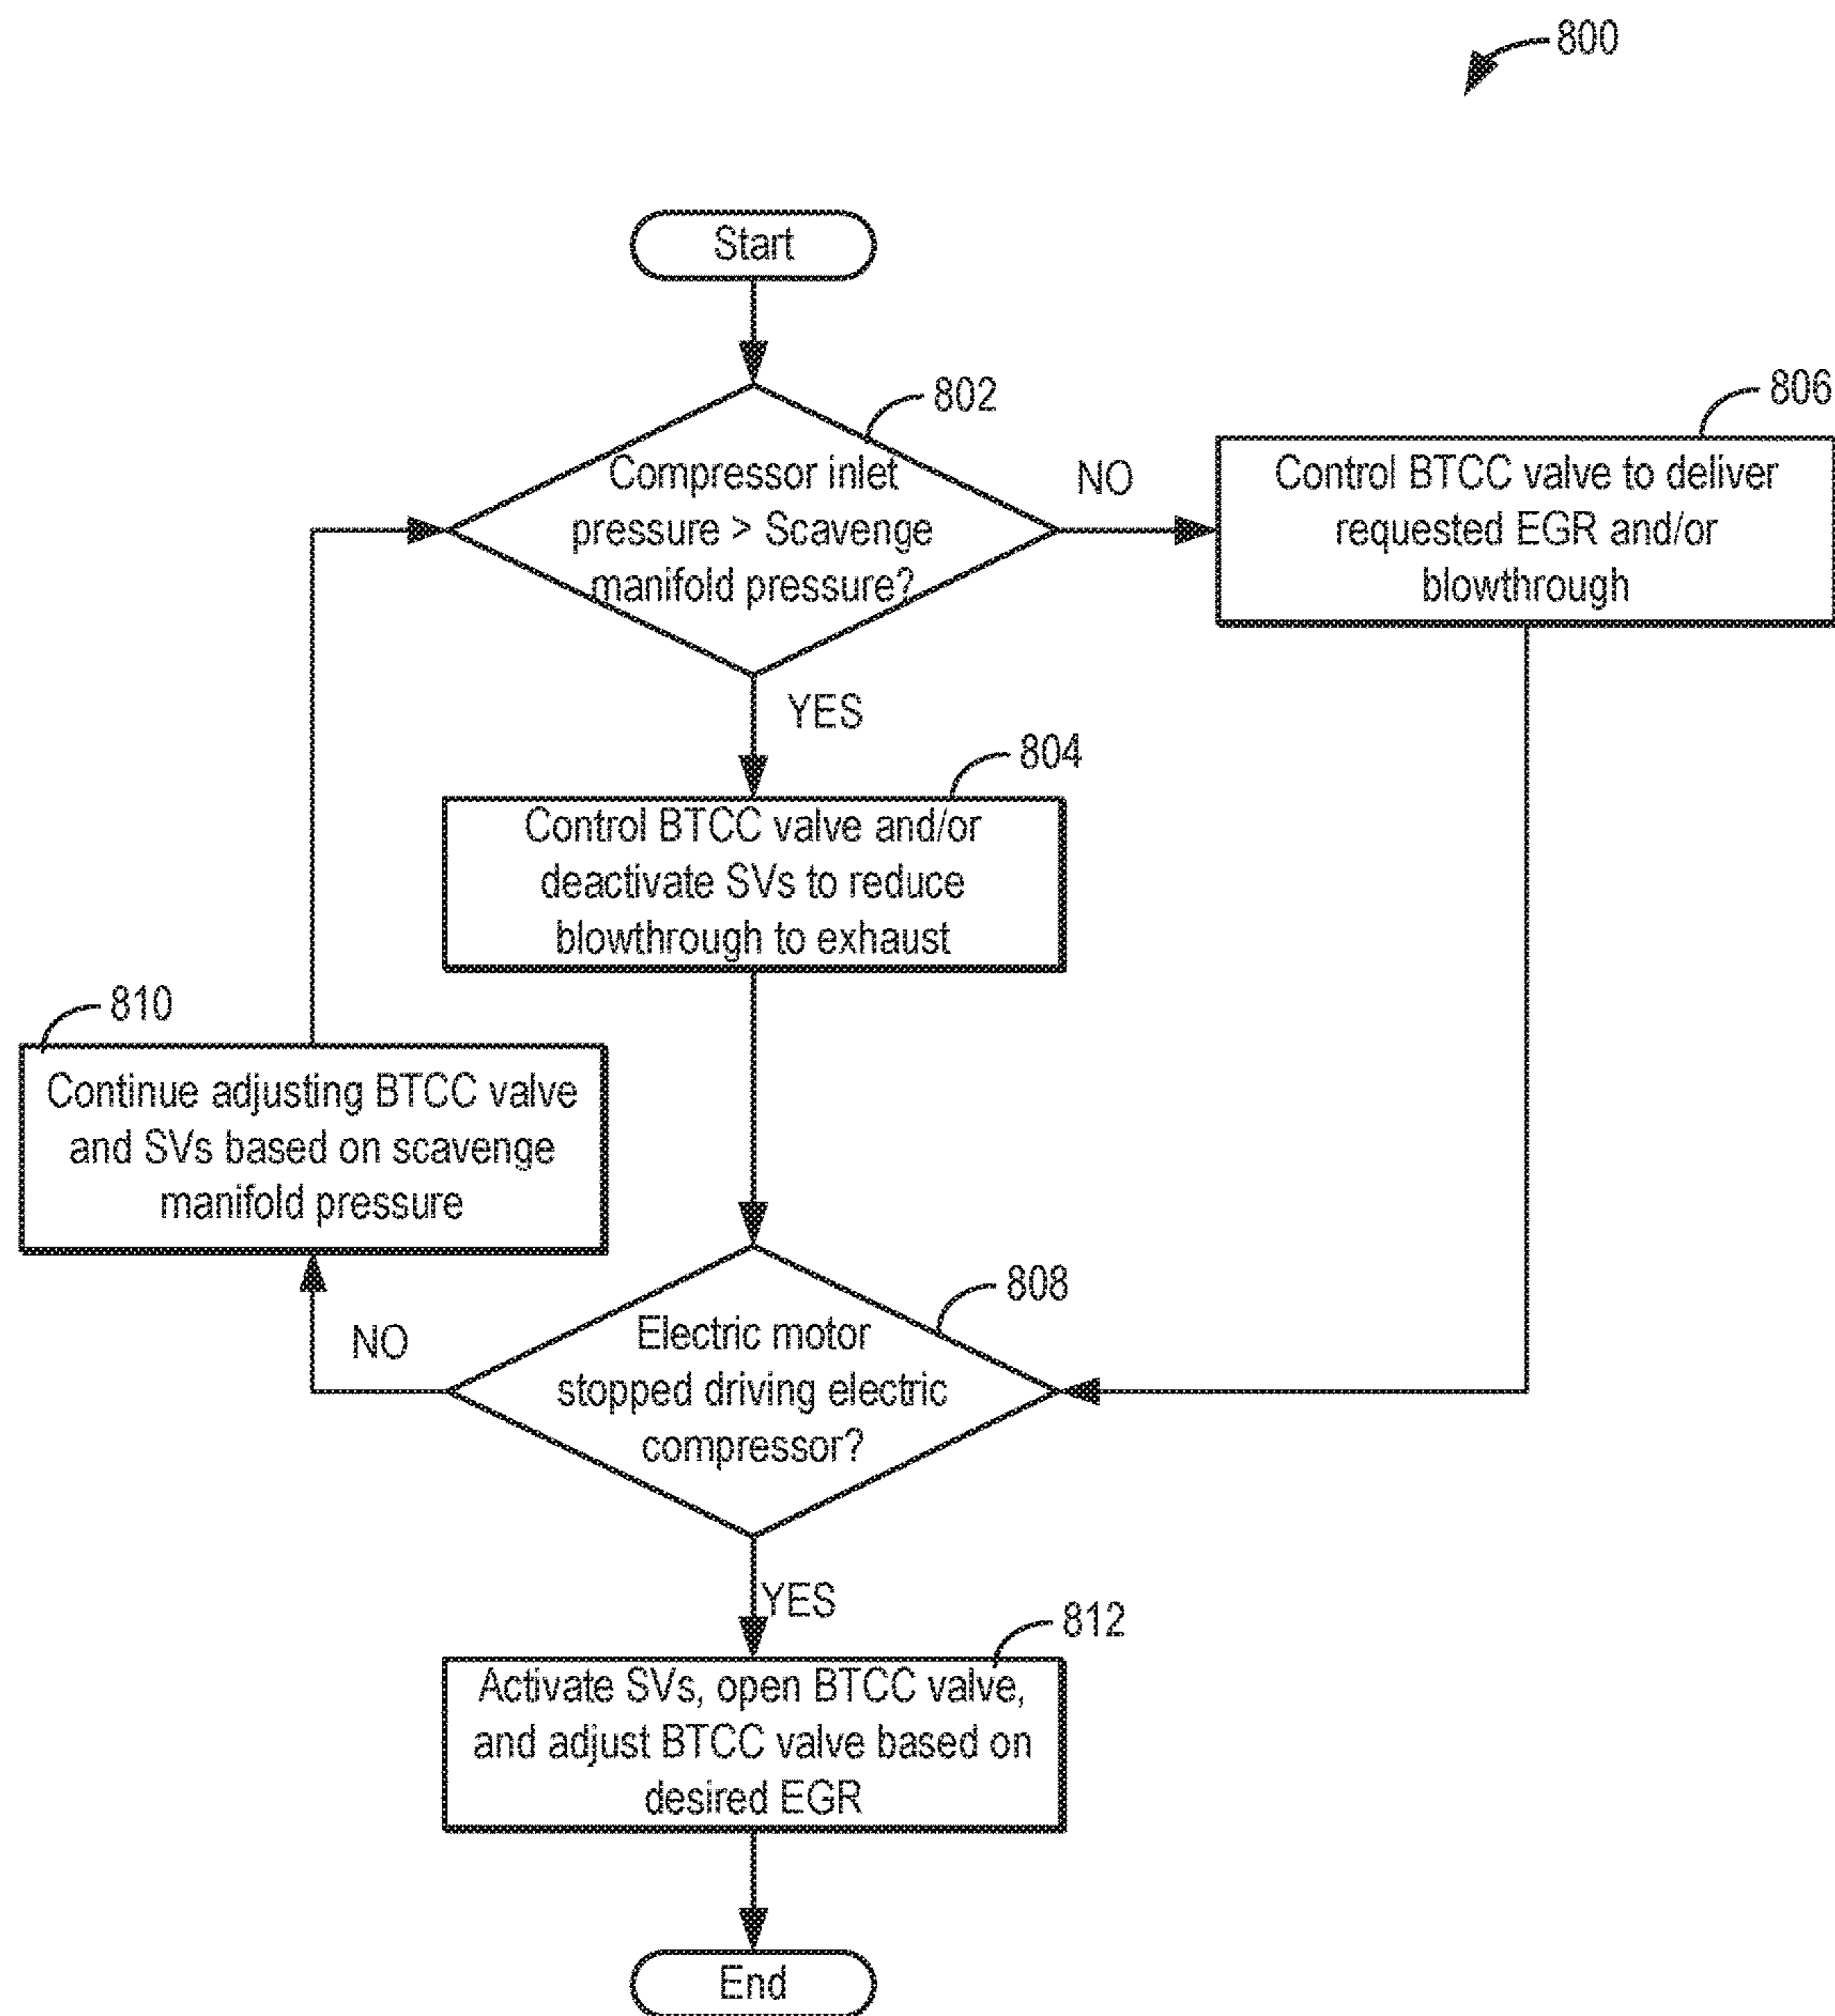 800
Start
802
Compressor inlet
pressure > Scavenge
manifold pressure?
NO
806
Control BTCC valve to deliver
requested EGR and/or
blowthrough
YES
804
Control BTCC valve and/or
deactivate SVs to reduce
blowthrough to exhaust
810
Continue adjusting BTCC valve
and SVs based on scavenge
manifold pressure
808
Electric motor
stopped driving electric
compressor?
NO
YES
812
Activate SVs, open BTCC valve,
and adjust BTCC valve based on
desired EGR
End